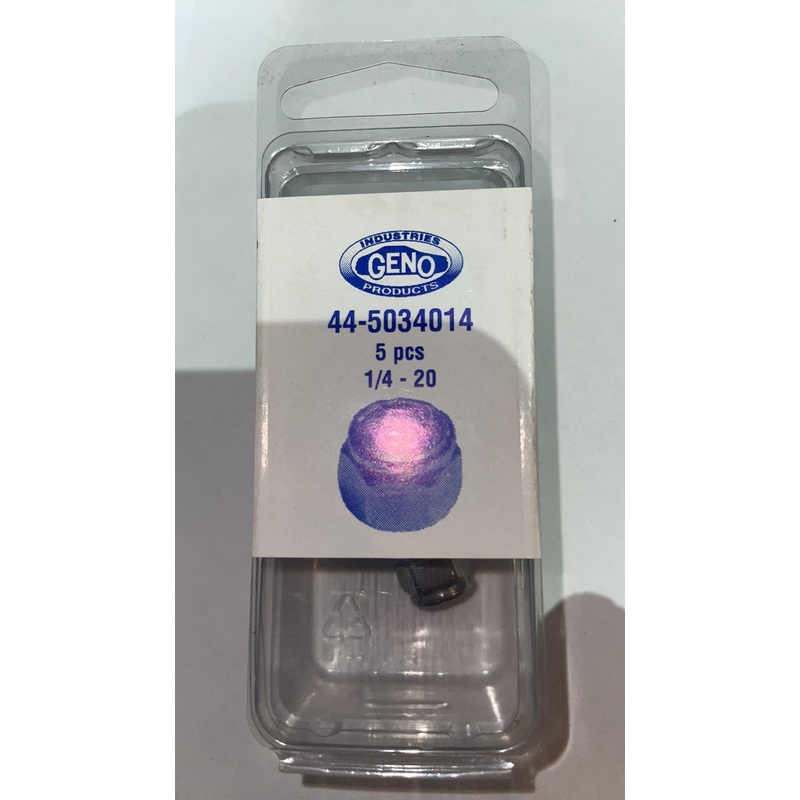 INDUSTRIES
GENO
PRODUCTS
44-5034014
5 pcs
1/4 - 20